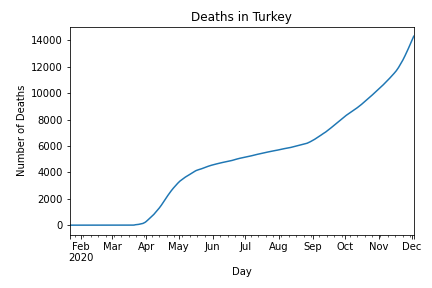 Deaths in Turkey
Number of Deaths
14000
12000
10000
8000
6000
4000
2000
0
Feb Mar Apr May Jun Jul Aug Sep Oct Nov Dec
2020
Day